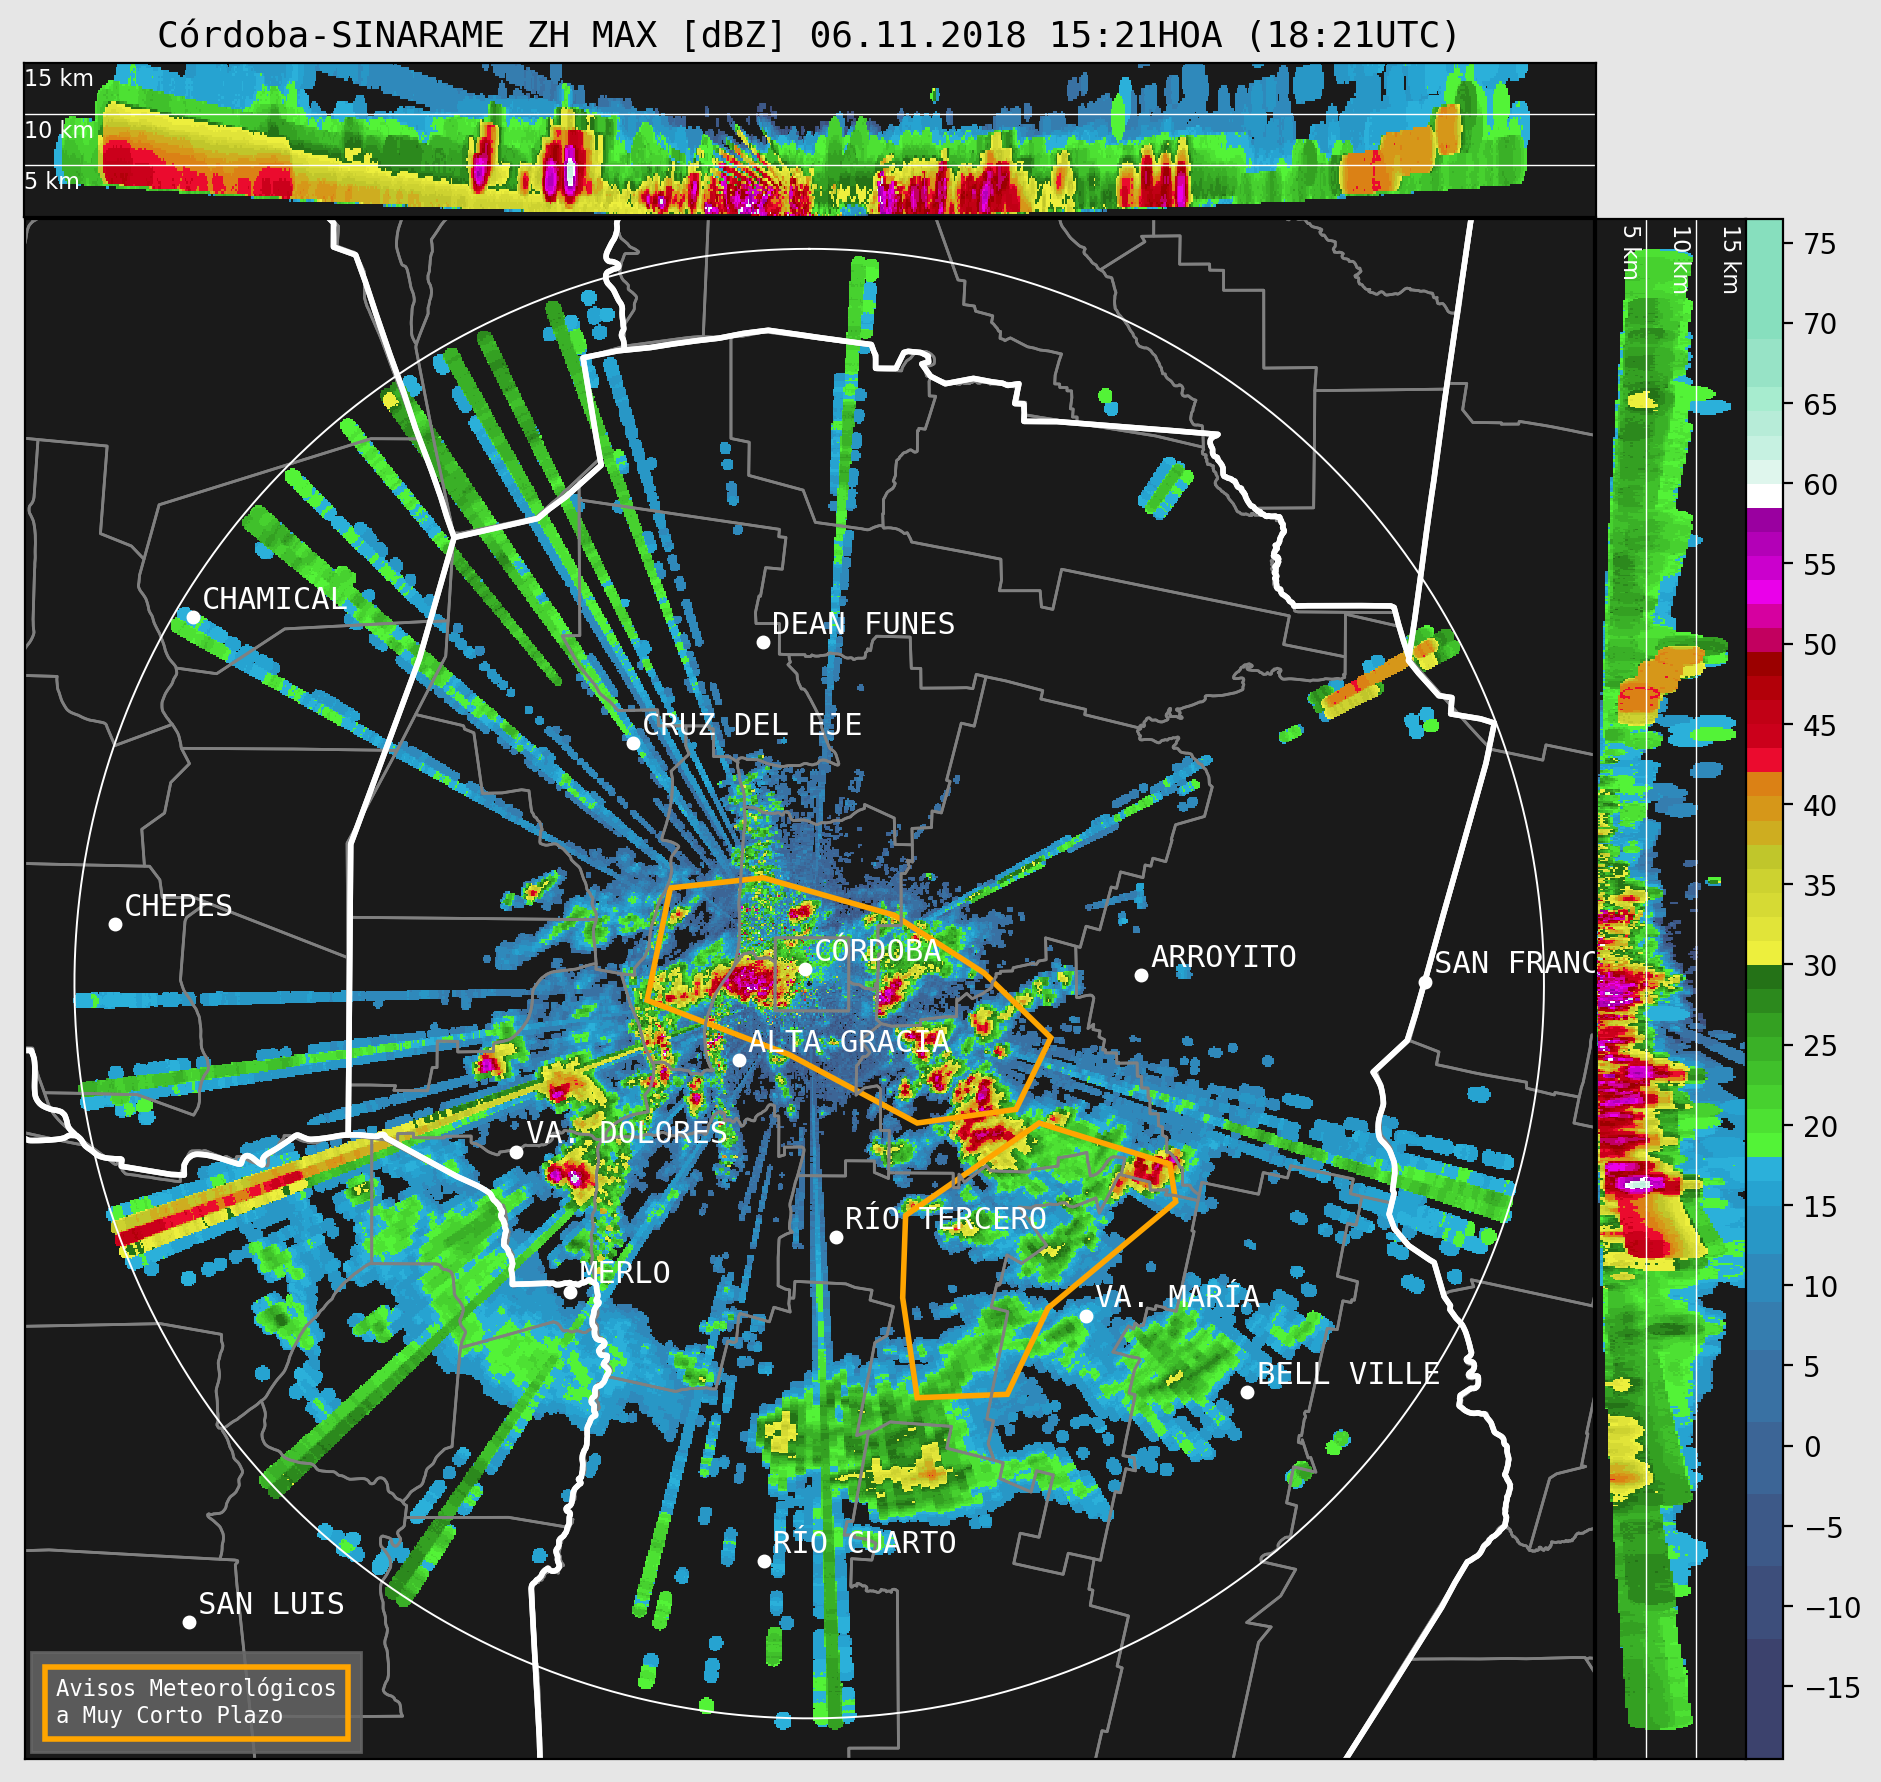 Córdoba-SINARAME ZH MAX [dBZ] 06.11.2018 15:21HOA (18:21UTC)
15 km
10 km
5 km
5 km
10 km
15 km
75
70
65
60
55
50
45
40
35
30
25
20
15
10
5
0
−5
−10
−15
CHAMICAL
DEAN FUNES
CRUZ DEL EJE
CHEPES
CÓRDOBA
ARROYITO
SAN FRANC
ALTA GRACIA
VA. DOLORES
RÍO TERCERO
MERLO
VA. MARÍA
BELL VILLE
RÍO CUARTO
SAN LUIS
Avisos Meteorológicos
a Muy Corto Plazo